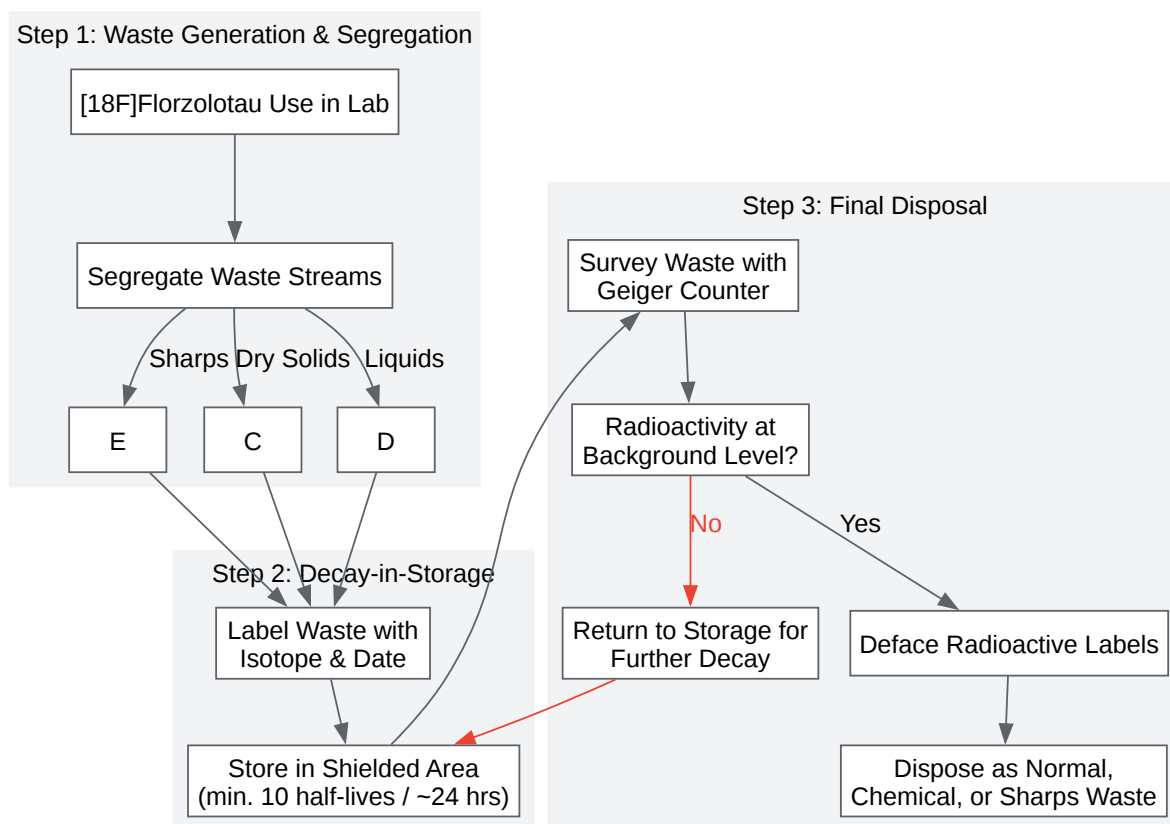 Step 1: Waste Generation & Segregation
[18F]Florzolotau Use in Lab
Segregate Waste Streams
Sharps
Dry Solids
Liquids
E
C
D
Step 2: Decay-in-Storage
Label Waste with
Isotope & Date
Store in Shielded Area
(min. 10 half-lives / ~24 hrs)
Step 3: Final Disposal
Survey Waste with
Geiger Counter
Radioactivity at
Background Level?
No
Yes
Return to Storage for
Further Decay
Deface Radioactive Labels
Dispose as Normal,
Chemical, or Sharps Waste